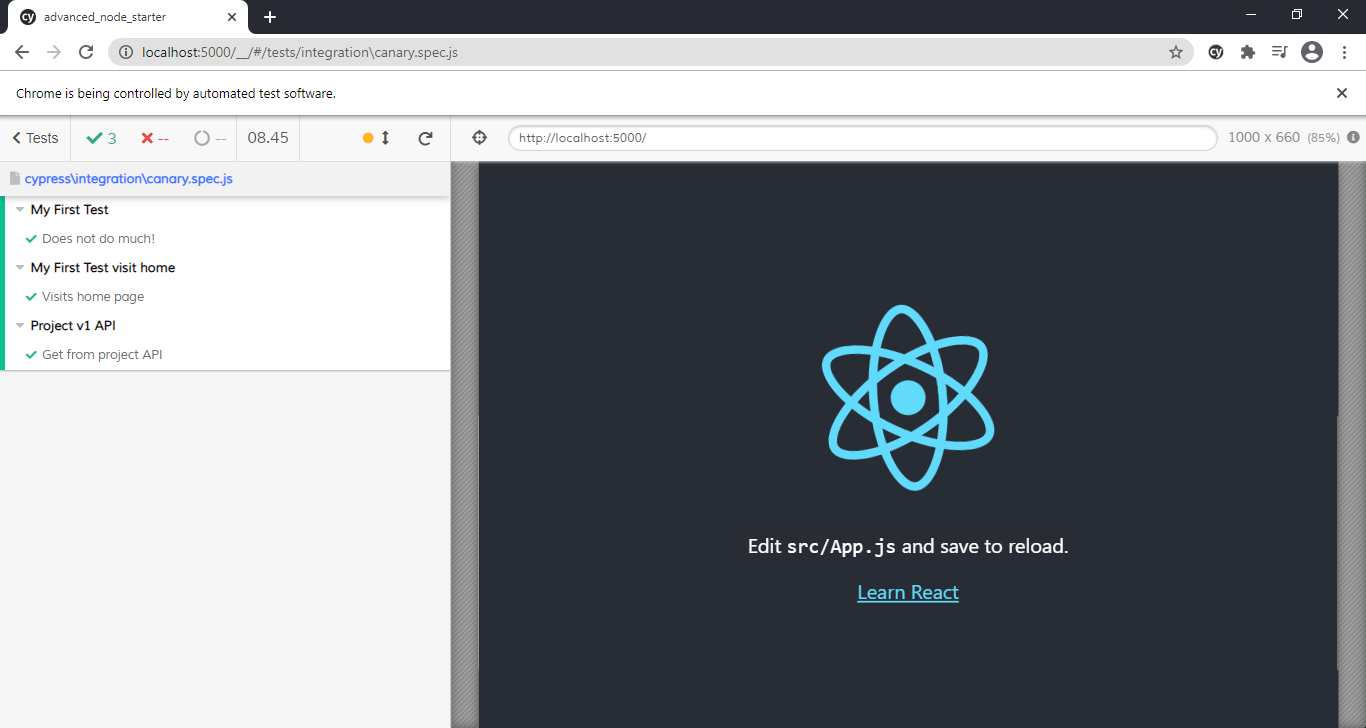 cy advanced_node_starter
localhost:5000/__/#/tests/integration\canary.spec.js
cy
Chrome is being controlled by automated test software.
Tests 3 -- -- 08.45 http://localhost:5000/ 1000 x 660 (85%)
cypress\integration\canary.spec.js
My First Test
Does not do much!
My First Test visit home
Visits home page
Project v1 API
Get from project API
Edit src/App.js and save to reload.
Learn React